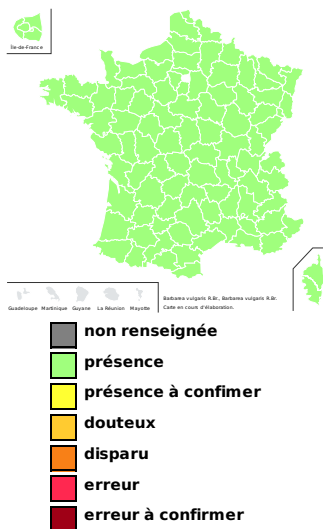 Île-de-France
Guadeloupe Martinique Guyane La Réunion Mayotte
Barbarea vulgaris R.Br., Barbarea vulgaris R.Br.
Carte en cours d'élaboration.
non renseignée
présence
présence à confimer
douteux
disparu
erreur
erreur à confirmer